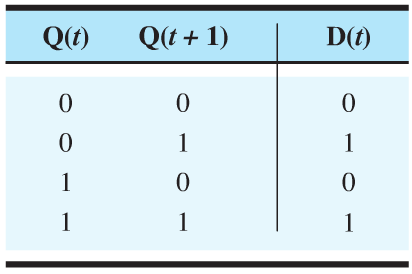 Q(t) Q(t + 1) D(t)
0 0 0
0 1 1
1 0 0
1 1 1